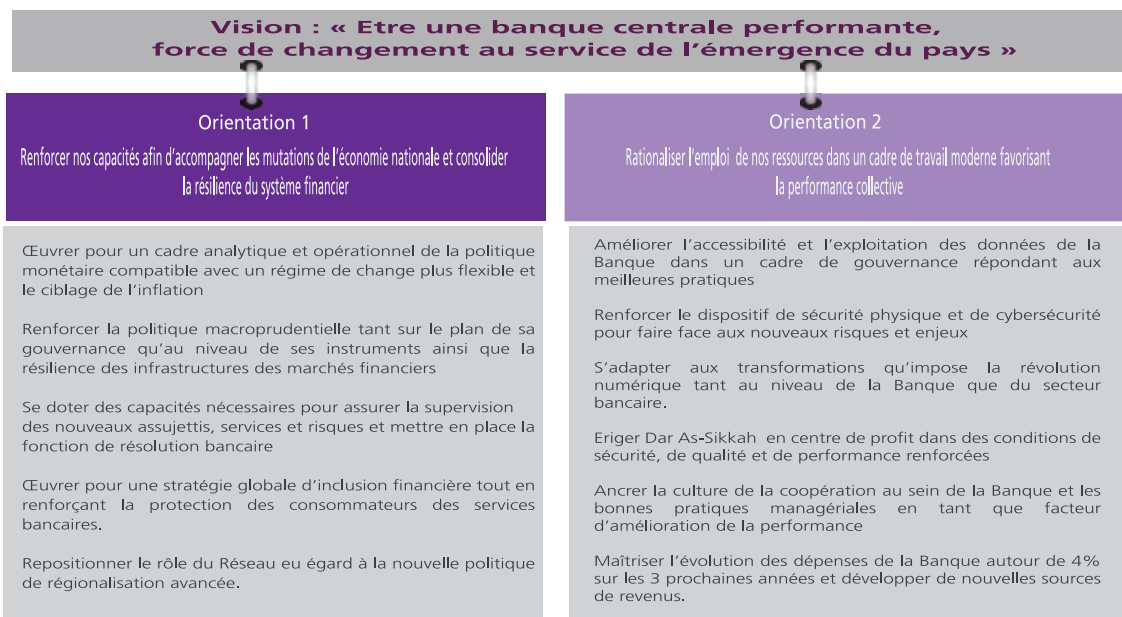 Vision : « Etre une banque centrale performante,
force de changement au service de l'émergence du pays »
Orientation 1
Renforcer nos capacités afin d'accompagner les mutations de l'économie nationale et consolider
la résilience du système financier
Œuvrer pour un cadre analytique et opérationnel de la politique
monétaire compatible avec un régime de change plus flexible et
le ciblage de l'inflation
Renforcer la politique macroprudentielle tant sur le plan de sa
gouvernance qu'au niveau de ses instruments ainsi que la
résilience des infrastructures des marchés financiers
Se doter des capacités nécessaires pour assurer la supervision
des nouveaux assujettis, services et risques et mettre en place la
fonction de résolution bancaire
Œuvrer pour une stratégie globale d'inclusion financière tout en
renforçant la protection des consommateurs des services
bancaires.
Repositionner le rôle du Réseau eu égard à la nouvelle politique
de régionalisation avancée.
Orientation 2
Rationaliser l'emploi de nos ressources dans un cadre de travail moderne favorisant
la performance collective
Améliorer l'accessibilité et l'exploitation des données de la
Banque dans un cadre de gouvernance répondant aux
meilleures pratiques
Renforcer le dispositif de sécurité physique et de cybersécurité
pour faire face aux nouveaux risques et enjeux
S'adapter aux transformations qu'impose la révolution
numérique tant au niveau de la Banque que du secteur
bancaire.
Eriger Dar As-Sikkah en centre de profit dans des conditions de
sécurité, de qualité et de performance renforcées
Ancrer la culture de la coopération au sein de la Banque et les
bonnes pratiques managériales en tant que facteur
d'amélioration de la performance
Maîtriser l'évolution des dépenses de la Banque autour de 4%
sur les 3 prochaines années et développer de nouvelles sources
de revenus.